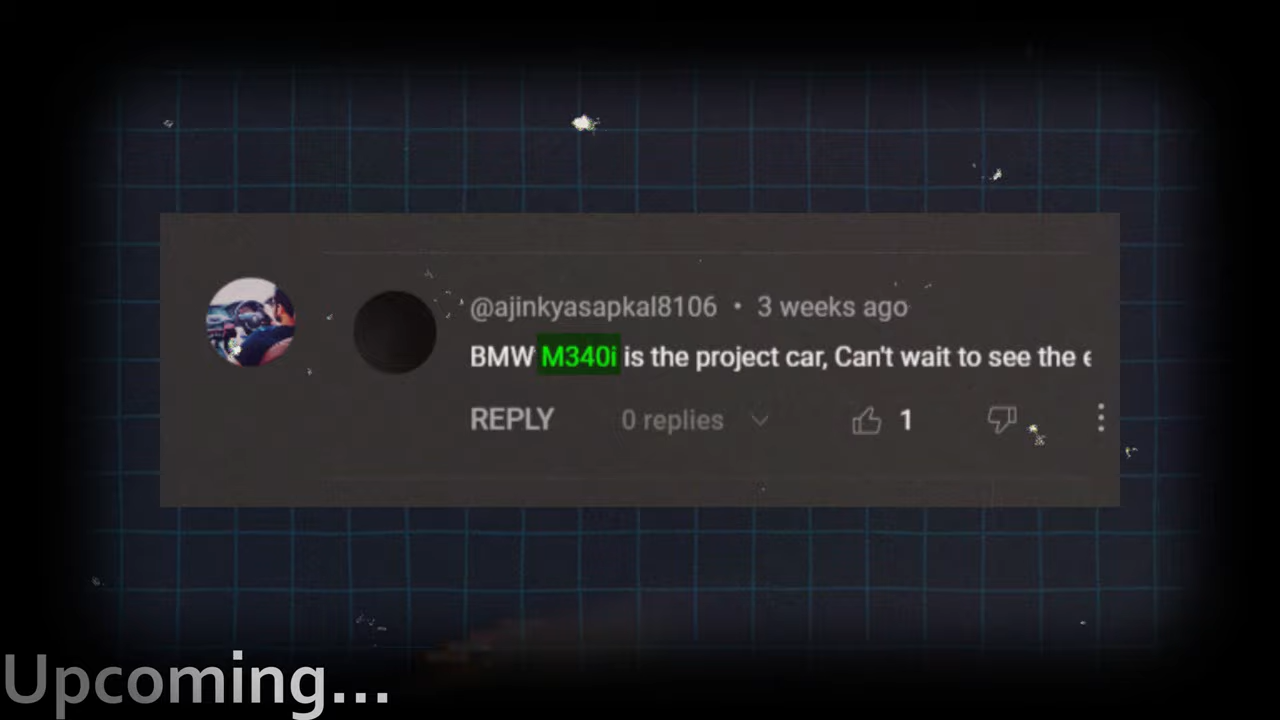 @ajinkyasapkal8106 • 3 weeks ago
BMW M340i is the project car, Can't wait to see the
REPLY 0 replies 1
Upcoming...